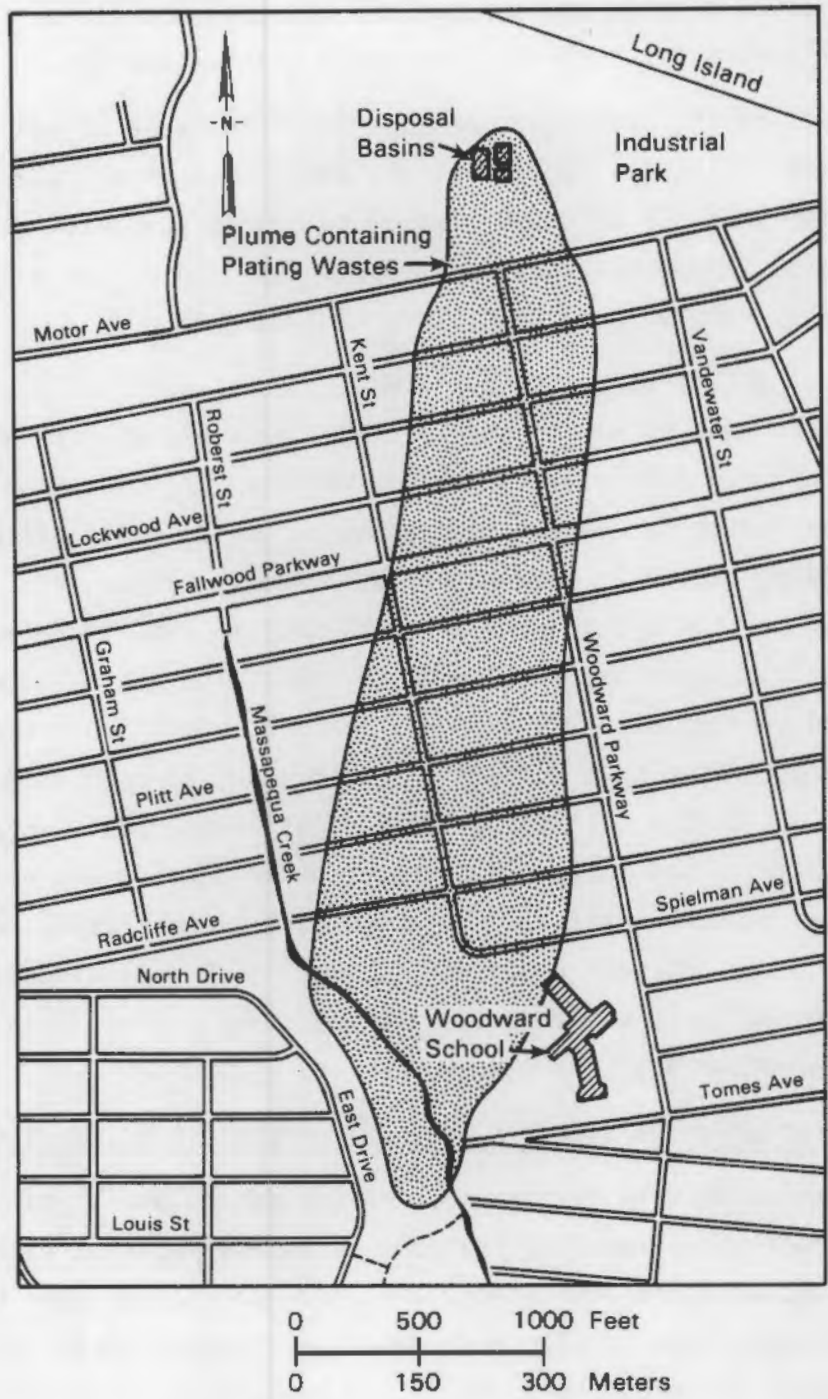 Long Island
Disposal
Basins
Industrial
Park
N
Plume Containing
Plating Wastes
Motor Ave
Kent St
Vandewater St
Roberst St
Lockwood Ave
Fallwood Parkway
Graham St
Massapequa Creek
Woodward Parkway
Plitt Ave
Radcliffe Ave
Spielman Ave
North Drive
Woodward
School
East Drive
Tomes Ave
Louis St
0 500 1000 Feet
0 150 300 Meters